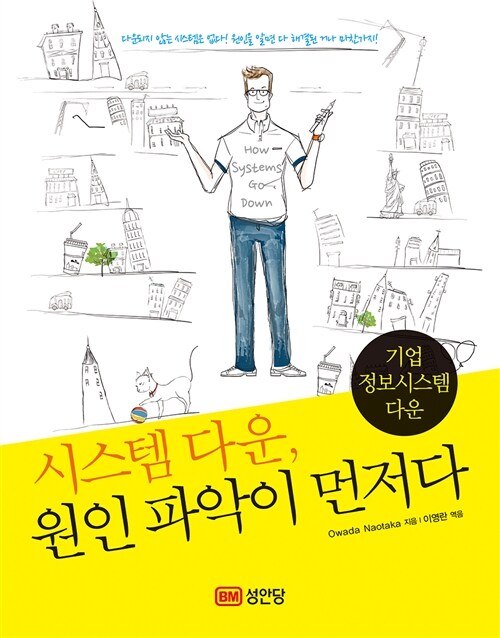 다운되지 않는 시스템은 없다! 원인을 알면 다 해결된 거나 마찬가지!
How
Systems
Go
Down
기업
정보시스템
다운
시스템 다운,
원인 파악이 먼저다
Owada Naotaka 지음 | 이영란 역음
BM 성안당